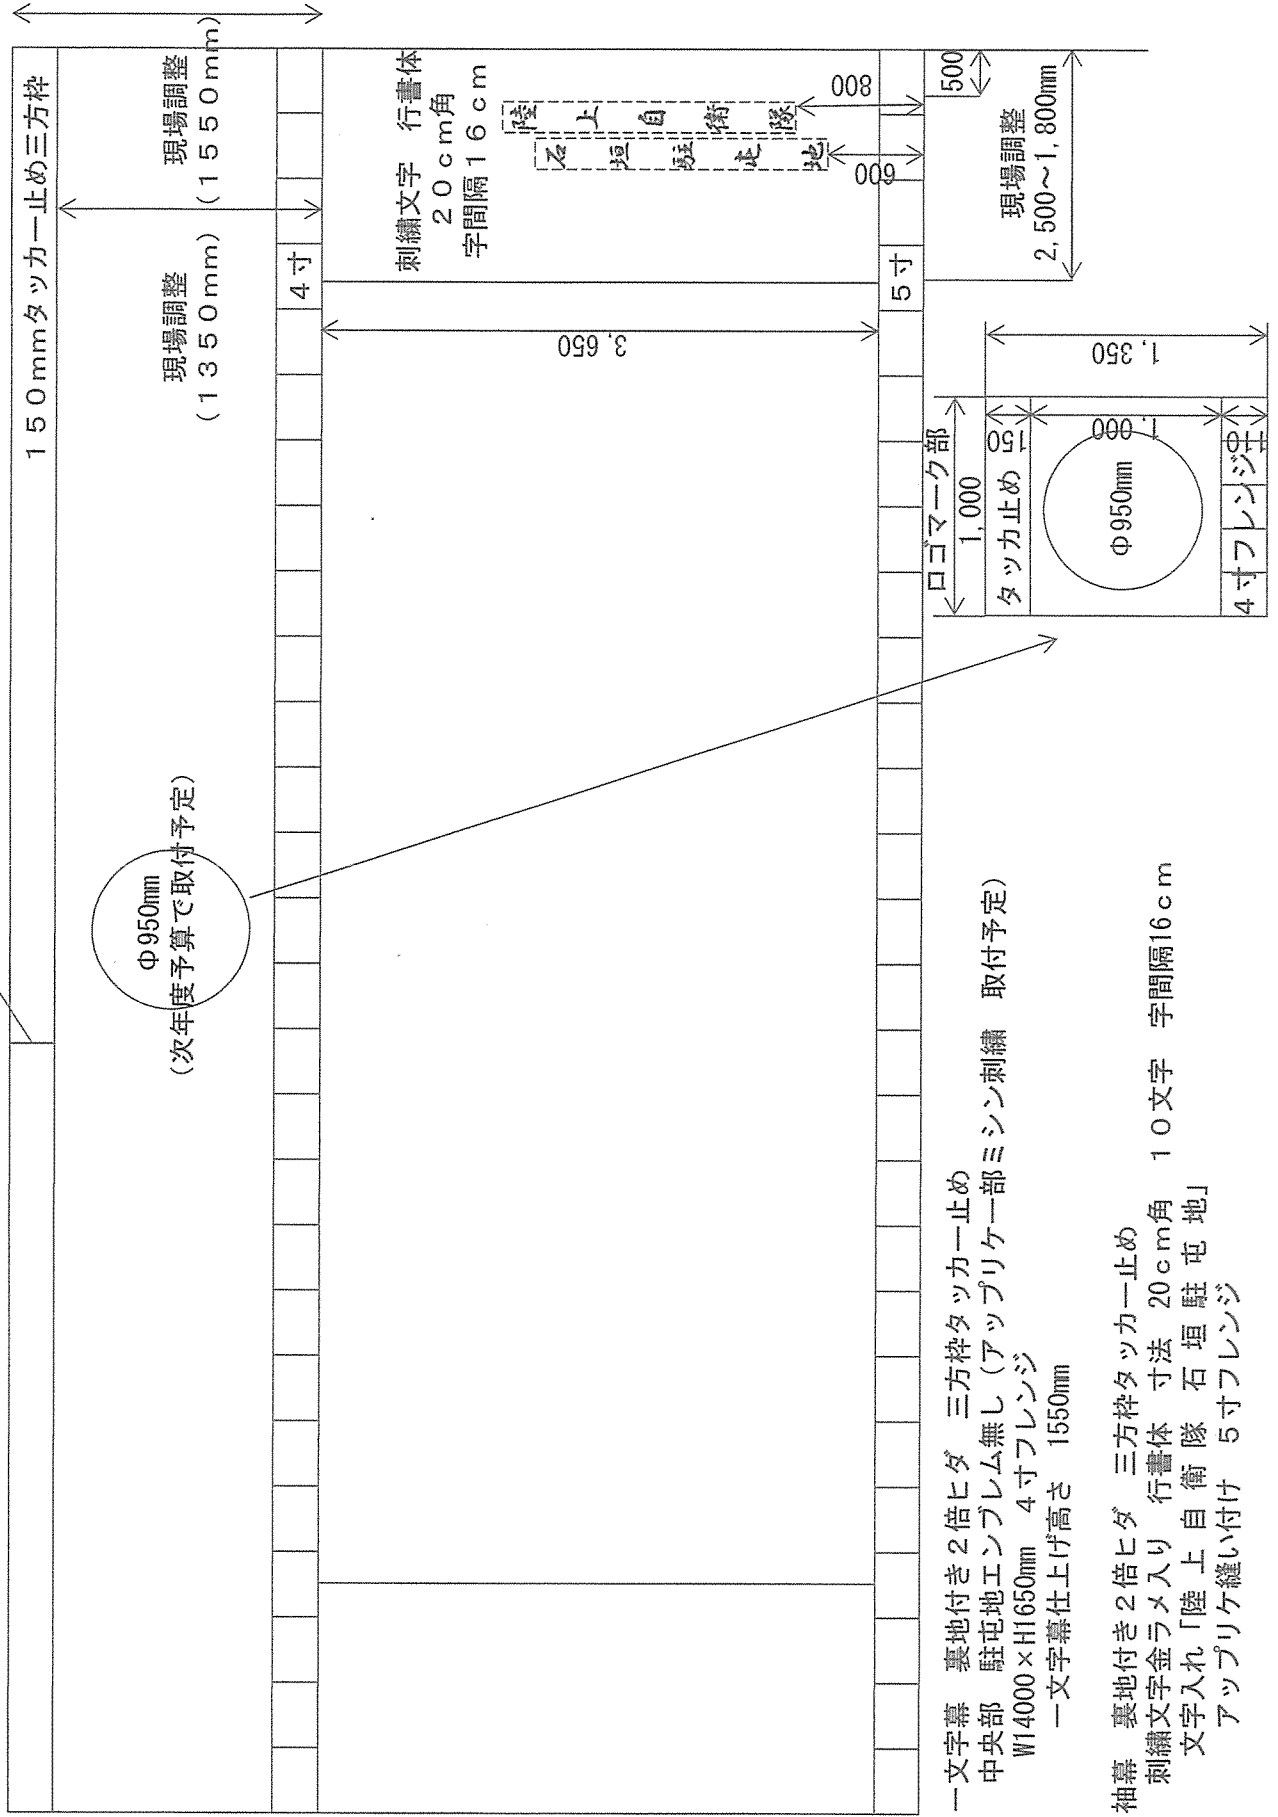 150mmタッカー止め三方枠
現場調整
(1550mm)
現場調整
(1350mm)
Φ950mm
(次年度予算で取付予定)
4寸
刺繍文字　行書体
20cm角
字間隔16cm
陸上自衛隊
石垣駐屯地
800
600
3,650
5寸
500
現場調整
2,500～1,800mm
ロゴマーク部
1,000
タッカ止め
150
Φ950mm
1,000
1,350
4寸フレンジ
一文字幕　裏地付き2倍ヒダ　三方枠タッカー止め
中央部　駐屯地エンブレム無し（アップリケ一部ミシン刺繍　取付予定）
W14000×H1650mm　4寸フレンジ
一文字幕仕上げ高さ　1550mm
袖幕　裏地付き2倍ヒダ　三方枠タッカー止め
刺繍文字金ラメ入り　行書体　寸法　20cm角　10文字　字間隔16cm
文字入れ「陸 上 自 衛 隊　石 垣 駐 屯 地」
アップリケ縫い付け　5寸フレンジ